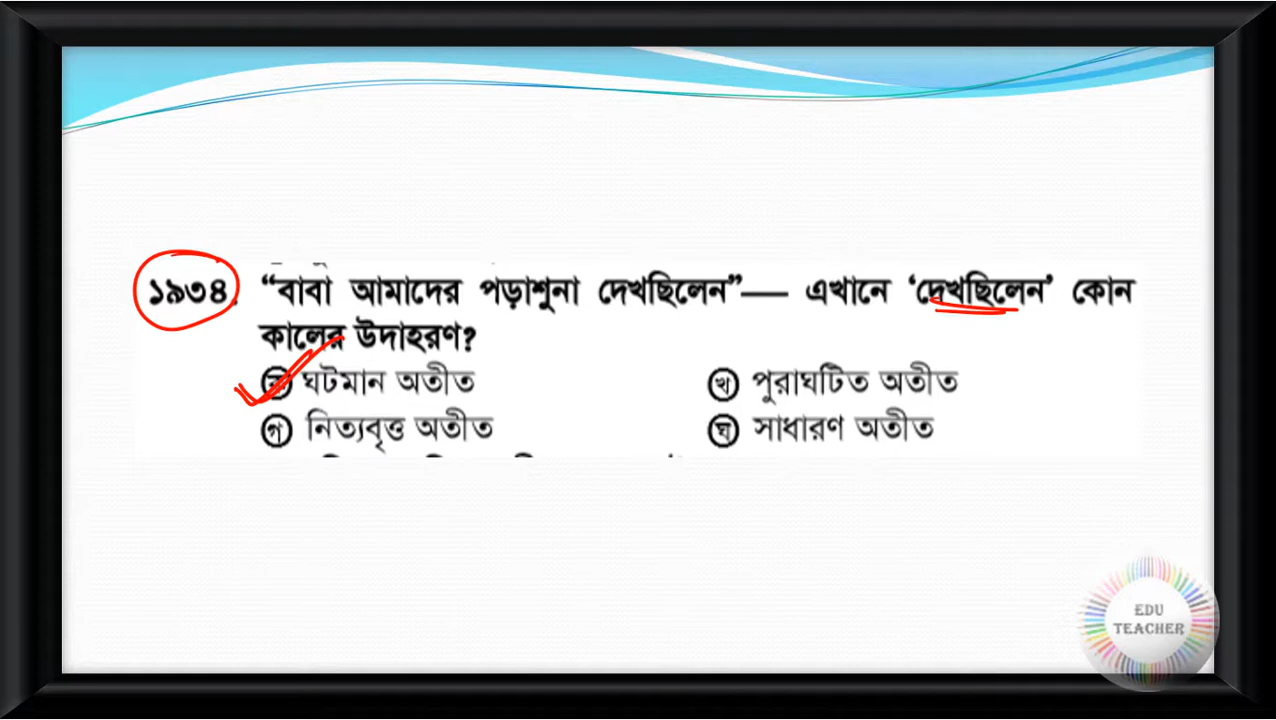 ১৯৩৪. “বাবা আমাদের পড়াশুনা দেখছিলেন”— এখানে ‘দেখছিলেন’ কোন
কালের উদাহরণ?
ক ঘটমান অতীত খ পুরাঘটিত অতীত
গ নিত্যবৃত্ত অতীত ঘ সাধারণ অতীত
EDU
TEACHER